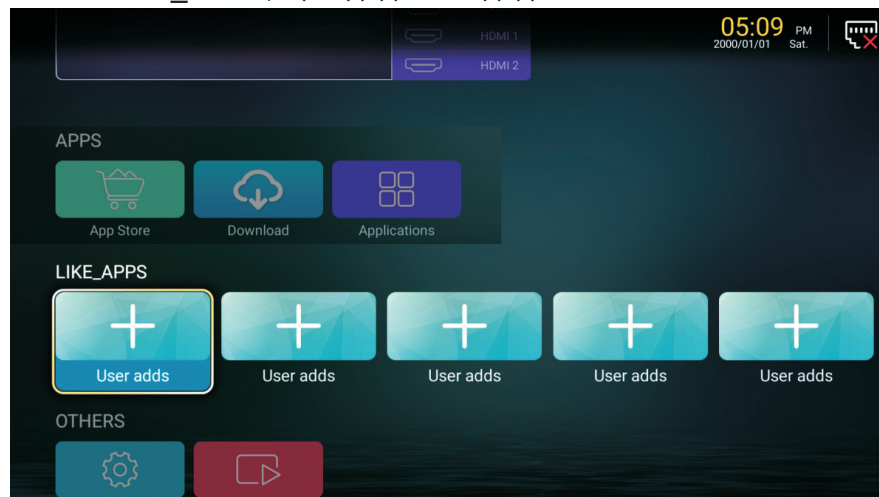 HDMI 1
05:09 PM
2000/01/01 Sat.
HDMI 2
APPS
App Store Download Applications
LIKE_APPS
User adds User adds User adds User adds User adds
OTHERS